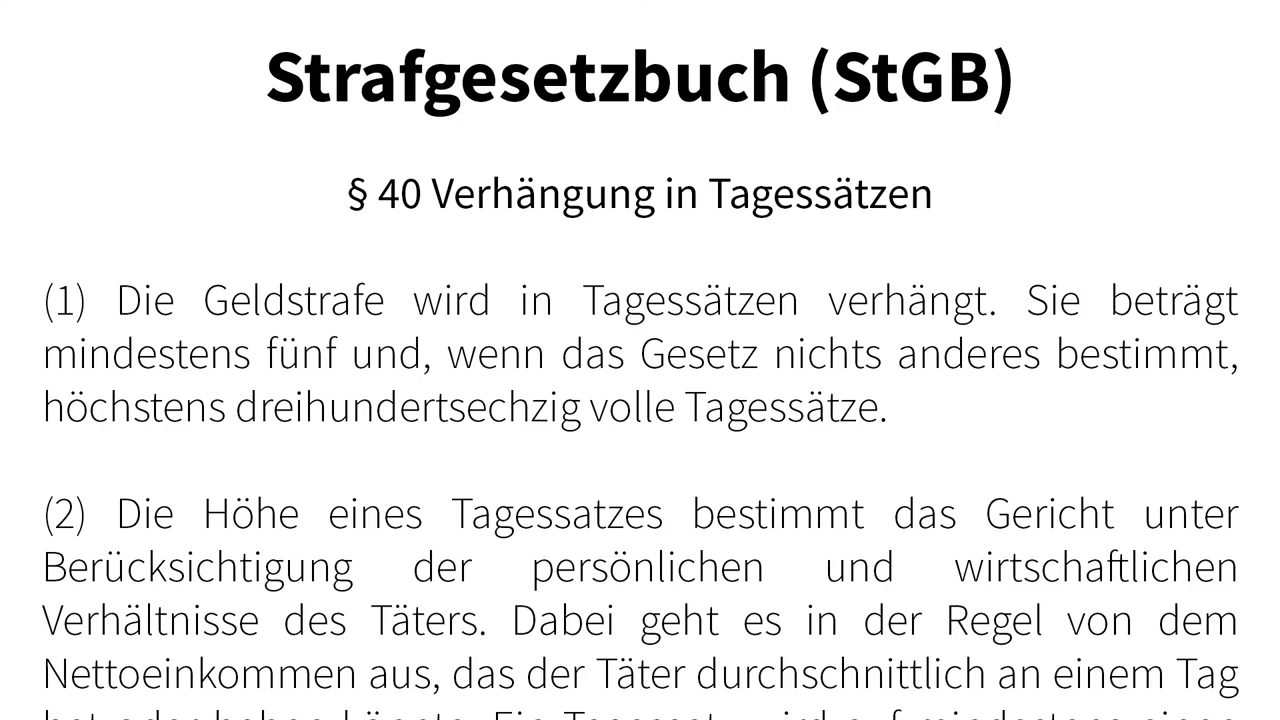 Strafgesetzbuch (StGB)
§ 40 Verhängung in Tagessätzen
(1) Die Geldstrafe wird in Tagessätzen verhängt. Sie beträgt
mindestens fünf und, wenn das Gesetz nichts anderes bestimmt,
höchstens dreihundertsechzig volle Tagessätze.
(2) Die Höhe eines Tagessatzes bestimmt das Gericht unter
Berücksichtigung der persönlichen und wirtschaftlichen
Verhältnisse des Täters. Dabei geht es in der Regel von dem
Nettoeinkommen aus, das der Täter durchschnittlich an einem Tag